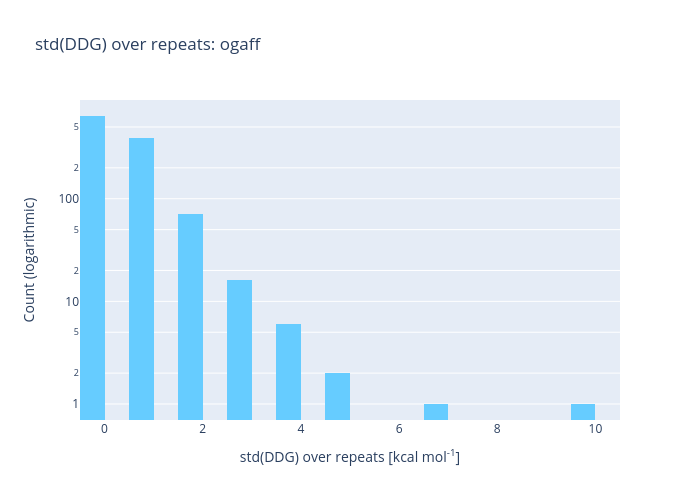 std(DDG) over repeats: ogaff
5
2
100
5
2
10
5
2
1
Count (logarithmic)
0 2 4 6 8 10
std(DDG) over repeats [kcal mol-1]